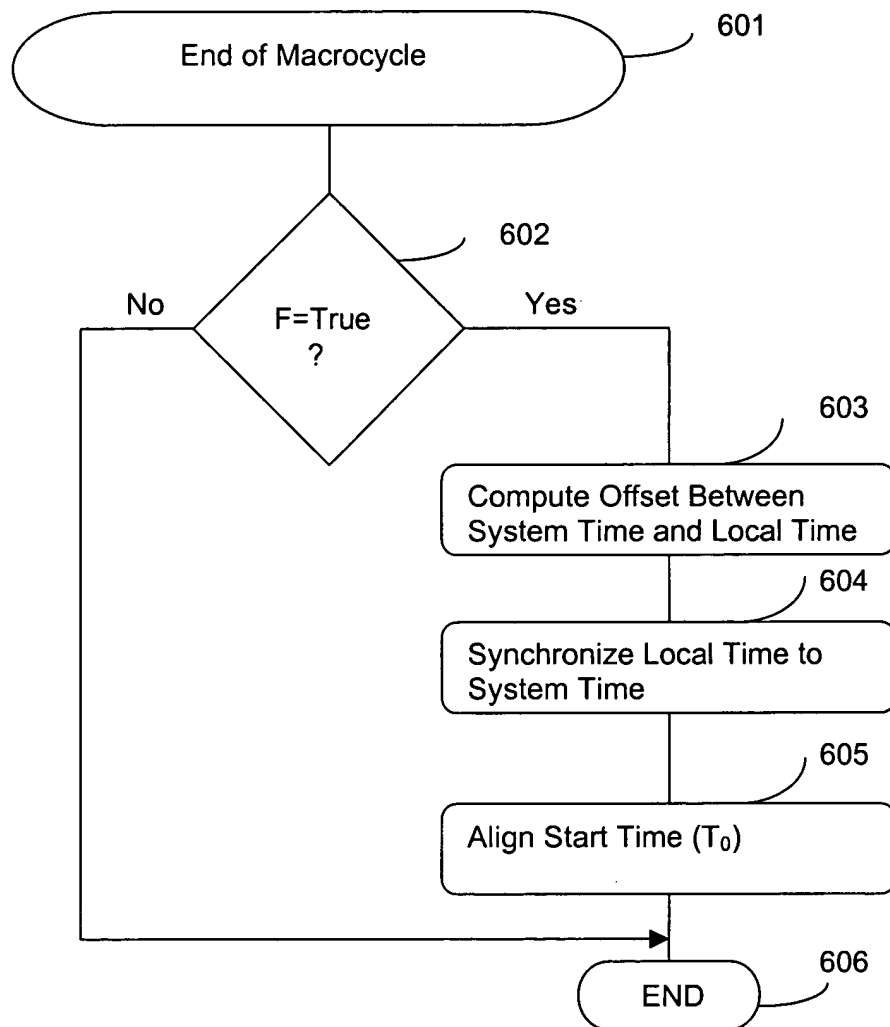 End of Macrocycle
601
602
F=True
?
No
Yes
603
Compute Offset Between
System Time and Local Time
604
Synchronize Local Time to
System Time
605
Align Start Time (T₀)
606
END